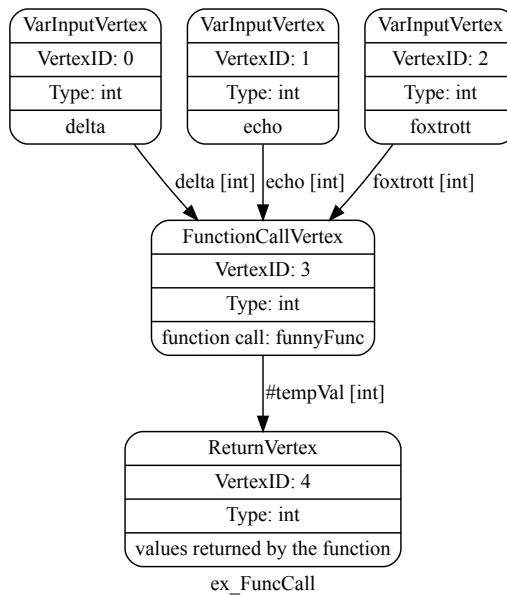 VarInputVertex
VertexID: 0
Type: int
delta
VarInputVertex
VertexID: 1
Type: int
echo
VarInputVertex
VertexID: 2
Type: int
foxtrott
delta [int]
echo [int]
foxtrott [int]
FunctionCallVertex
VertexID: 3
Type: int
function call: funnyFunc
#tempVal [int]
ReturnVertex
VertexID: 4
Type: int
values returned by the function
ex_FuncCall